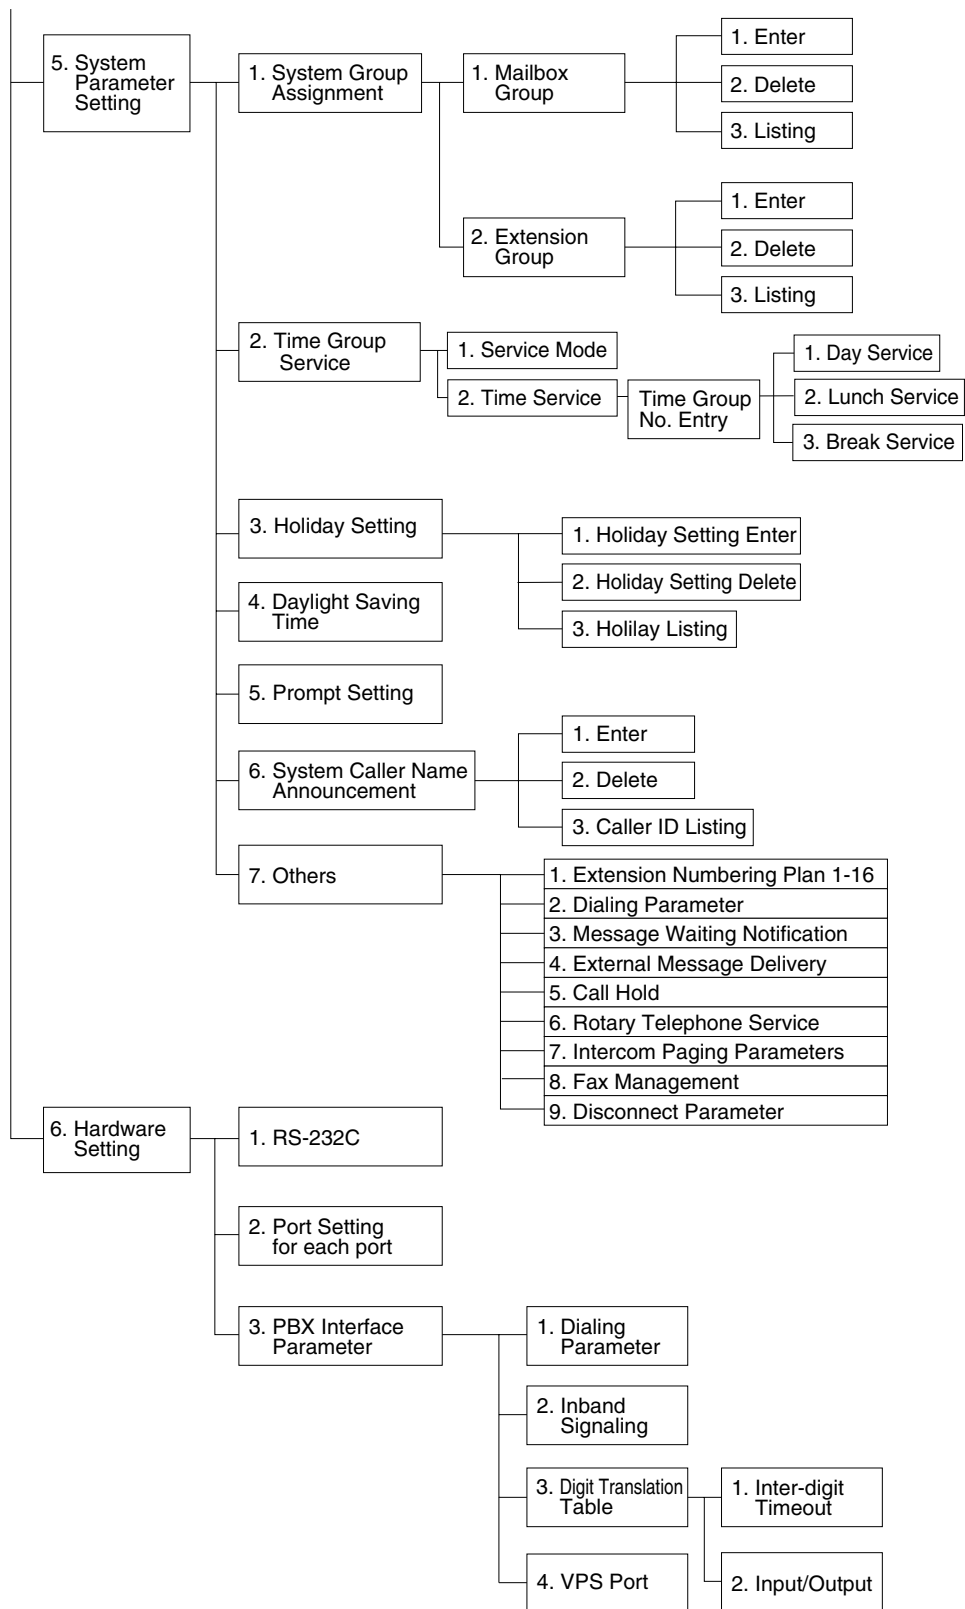 5. System
Parameter
Setting
1. System Group
Assignment
1. Mailbox
Group
1. Enter
2. Delete
3. Listing
2. Extension
Group
1. Enter
2. Delete
3. Listing
2. Time Group
Service
1. Service Mode
2. Time Service
Time Group
No. Entry
1. Day Service
2. Lunch Service
3. Break Service
3. Holiday Setting
1. Holiday Setting Enter
2. Holiday Setting Delete
3. Holilay Listing
4. Daylight Saving
Time
5. Prompt Setting
6. System Caller Name
Announcement
1. Enter
2. Delete
3. Caller ID Listing
7. Others
1. Extension Numbering Plan 1-16
2. Dialing Parameter
3. Message Waiting Notification
4. External Message Delivery
5. Call Hold
6. Rotary Telephone Service
7. Intercom Paging Parameters
8. Fax Management
9. Disconnect Parameter
6. Hardware
Setting
1. RS-232C
2. Port Setting
for each port
3. PBX Interface
Parameter
1. Dialing
Parameter
2. Inband
Signaling
3. Digit Translation
Table
1. Inter-digit
Timeout
2. Input/Output
4. VPS Port